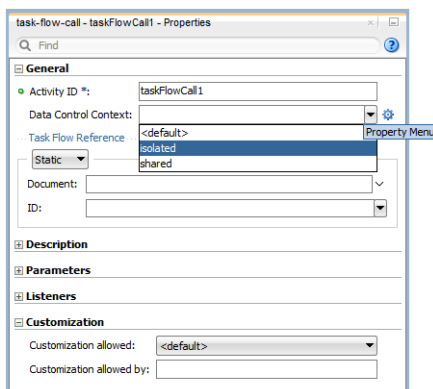 task-flow-call - taskFlowCall1 - Properties
Find
General
Activity ID *: taskFlowCall1
Data Control Context:
<default> Property Menu
Task Flow Reference
isolated
Static
shared
Document:
ID:
Description
Parameters
Listeners
Customization
Customization allowed: <default>
Customization allowed by: